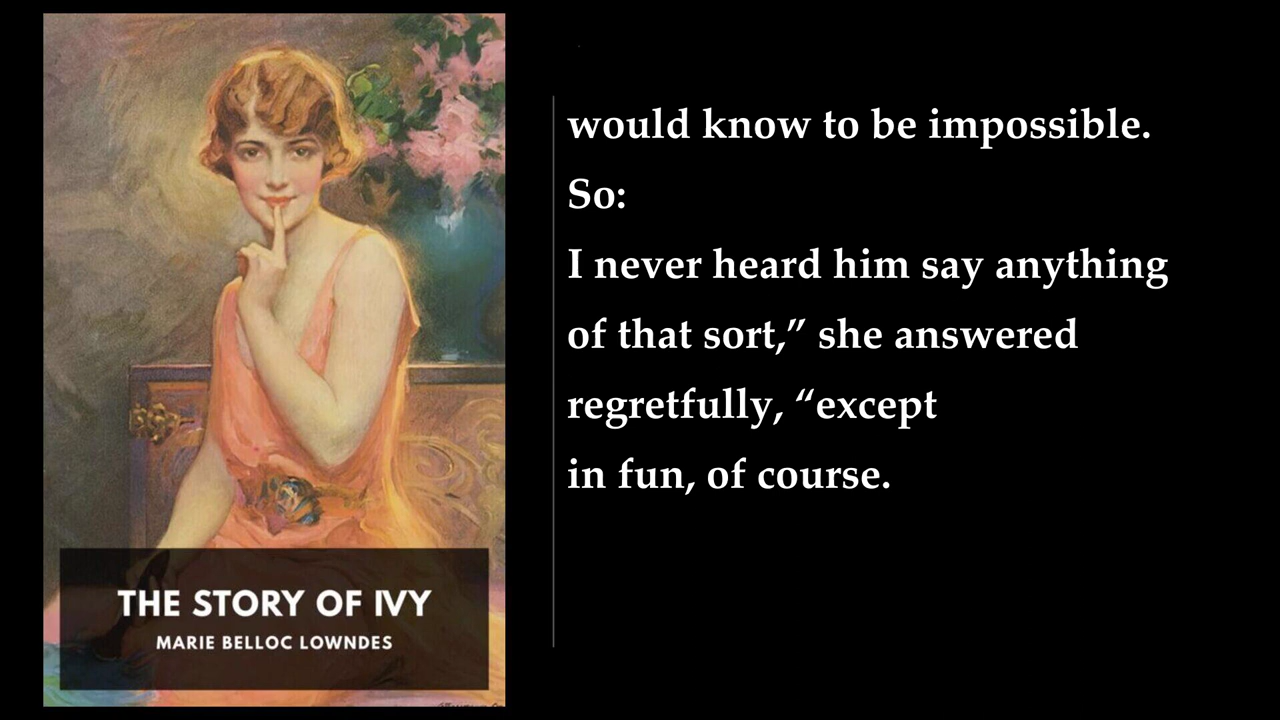 THE STORY OF IVY
MARIE BELLOC LOWNDES
would know to be impossible.
So:
I never heard him say anything
of that sort,” she answered
regretfully, “except
in fun, of course.